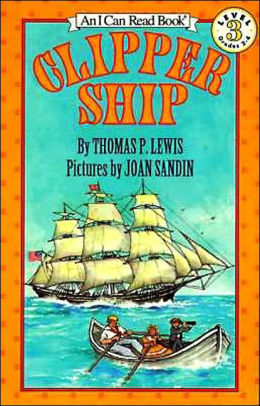 An I Can Read Book®
LEVEL
3
Grades 2-4
CLIPPER
SHIP
By THOMAS P. LEWIS
Pictures by JOAN SANDIN